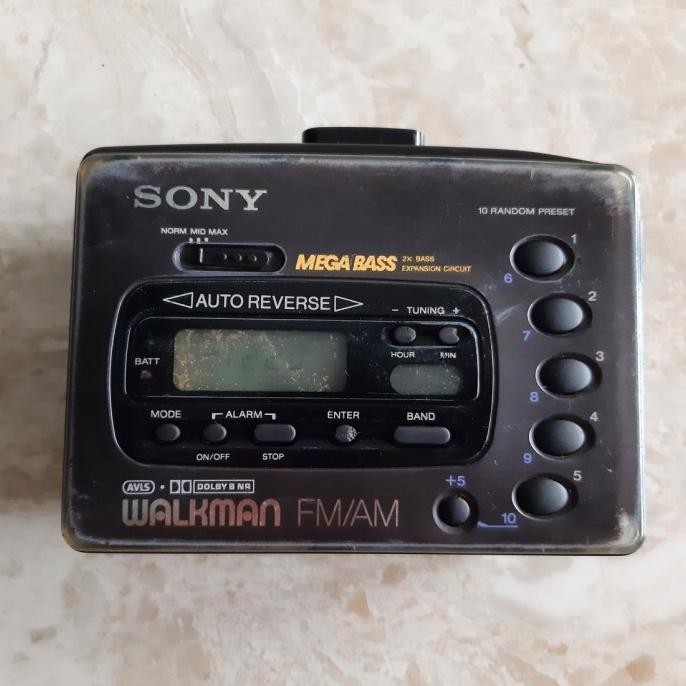 SONY
10 RANDOM PRESET
NORM MID MAX
MEGA BASS 2X BASS
EXPANSION CIRCUIT
1
6
AUTO REVERSE
− TUNING +
2
7
HOUR MIN
BATT
3
8
MODE ALARM ENTER BAND
4
9
ON/OFF STOP
5
+5
10
AVLS • DOLBY B NR
WALKMAN FM/AM